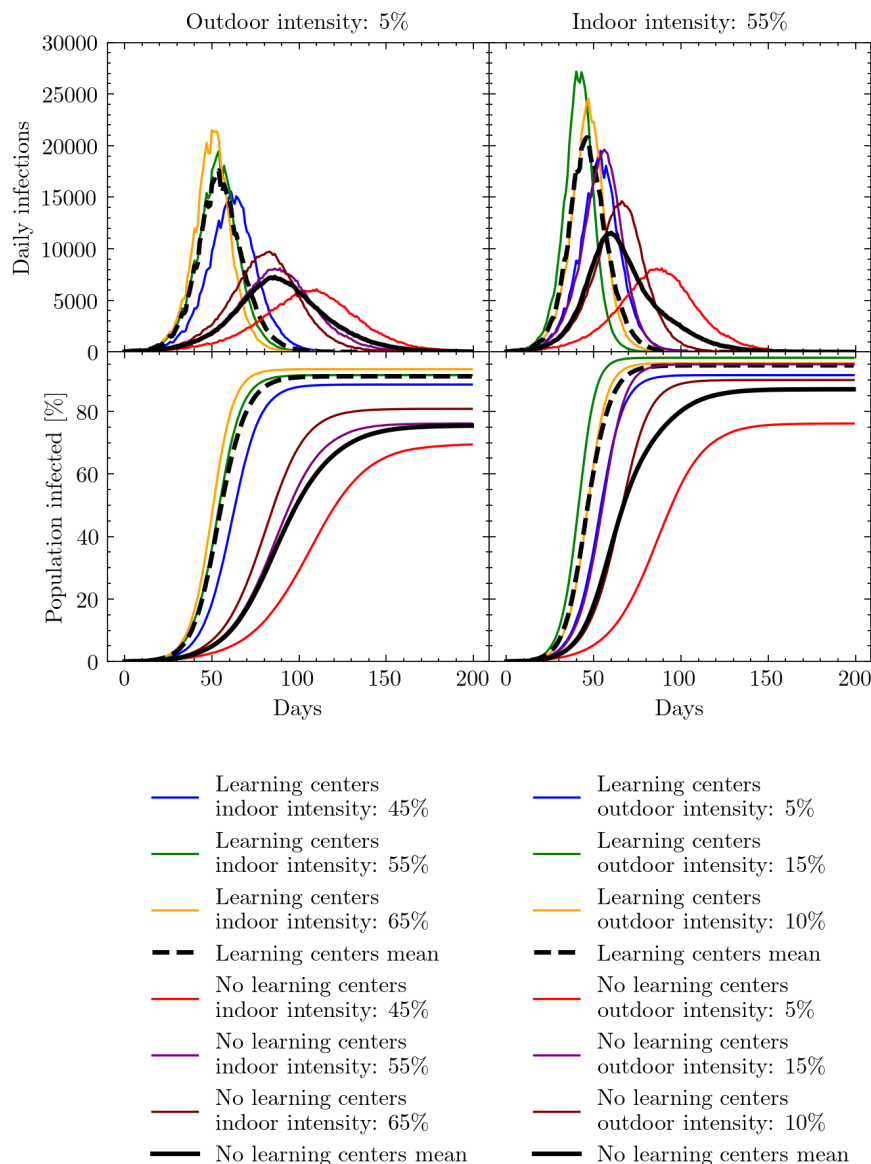 Outdoor intensity: 5%
Indoor intensity: 55%
30000
25000
20000
15000
10000
5000
0
Daily infections
80
60
40
20
0
Population infected [%]
0 50 100 150 200
0 50 100 150 200
Days
Days
Learning centers
indoor intensity: 45%
Learning centers
indoor intensity: 55%
Learning centers
indoor intensity: 65%
Learning centers mean
No learning centers
indoor intensity: 45%
No learning centers
indoor intensity: 55%
No learning centers
indoor intensity: 65%
No learning centers mean
Learning centers
outdoor intensity: 5%
Learning centers
outdoor intensity: 15%
Learning centers
outdoor intensity: 10%
Learning centers mean
No learning centers
outdoor intensity: 5%
No learning centers
outdoor intensity: 15%
No learning centers
outdoor intensity: 10%
No learning centers mean